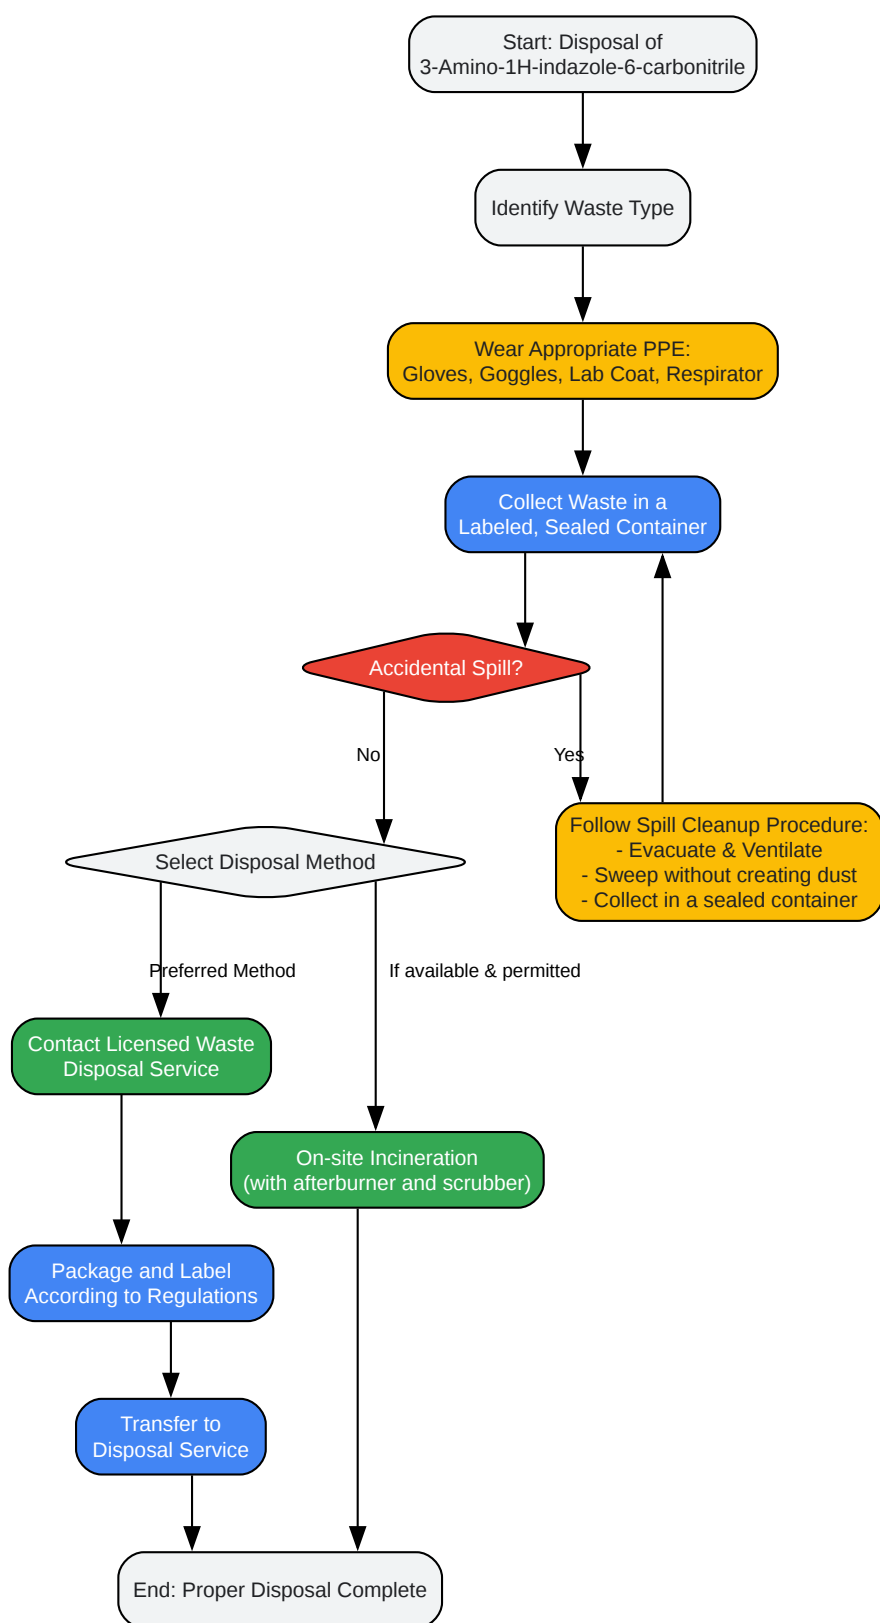 Start: Disposal of
3-Amino-1H-indazole-6-carbonitrile
Identify Waste Type
Wear Appropriate PPE:
Gloves, Goggles, Lab Coat, Respirator
Collect Waste in a
Labeled, Sealed Container
Accidental Spill?
No
Yes
Follow Spill Cleanup Procedure:
- Evacuate & Ventilate
- Sweep without creating dust
- Collect in a sealed container
Select Disposal Method
Preferred Method
If available & permitted
Contact Licensed Waste
Disposal Service
On-site Incineration
(with afterburner and scrubber)
Package and Label
According to Regulations
Transfer to
Disposal Service
End: Proper Disposal Complete